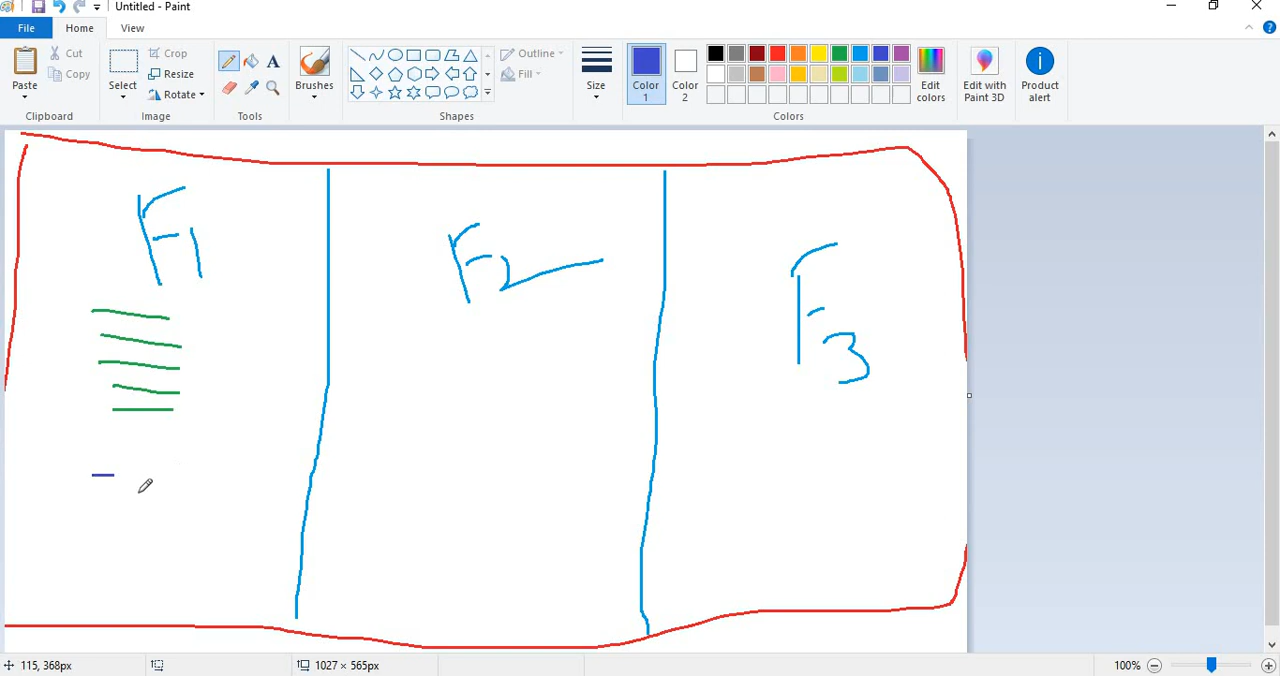 Untitled - Paint
File Home View
Paste
Cut
Copy
Clipboard
Select
Crop
Resize
Rotate
Image
A
Tools
Brushes
Shapes
Outline
Fill
Size
Color 1
Color 2
Edit colors
Colors
Edit with Paint 3D
Product alert
F1
F2
F3
115, 368px
1027 × 565px
100%